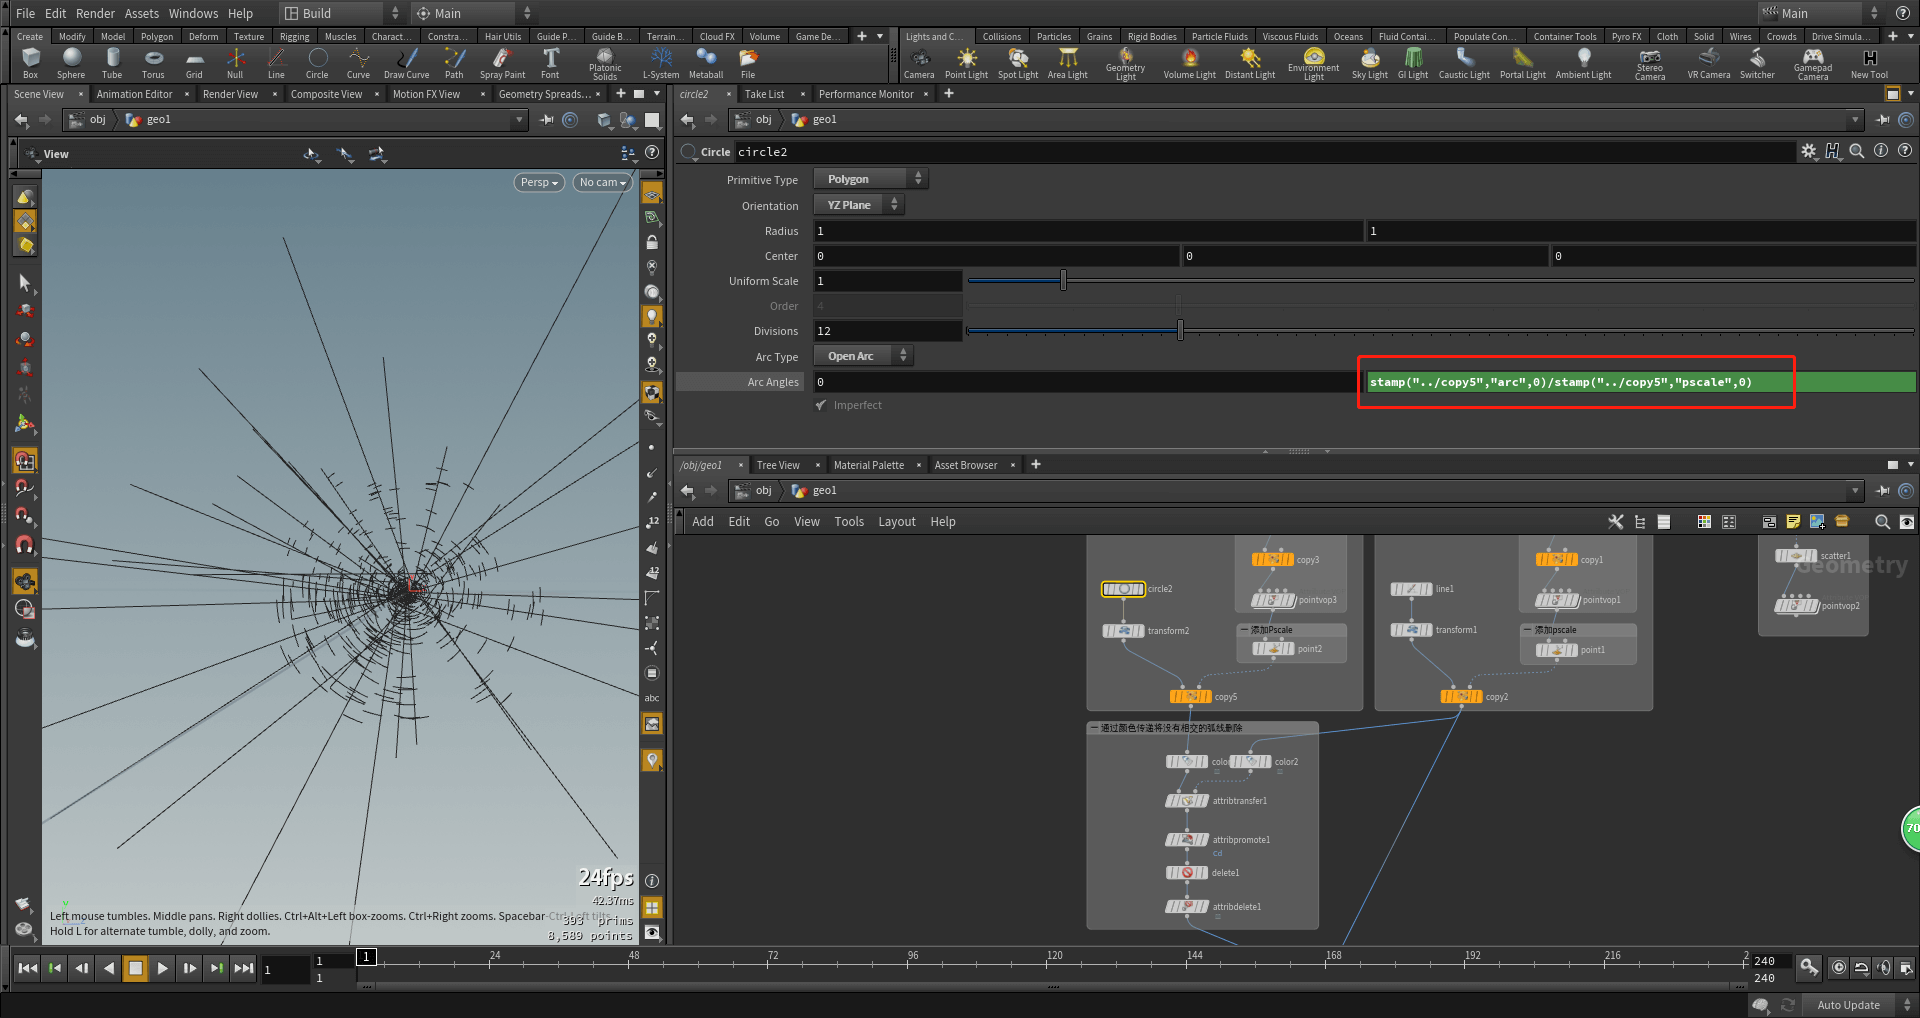 File Edit Render Assets Windows Help Build Main Main
Create Modify Model Polygon Deform Texture Rigging Muscles Charact... Constra... Hair Utils Guide P... Guide B... Terrain... Cloud FX Volume Game De...
Lights and C... Collisions Particles Grains Rigid Bodies Particle Fluids Viscous Fluids Oceans Fluid Contai... Populate Con... Container Tools Pyro FX Cloth Solid Wires Crowds Drive Simula...
Box Sphere Tube Torus Grid Null Line Circle Curve Draw Curve Path Spray Paint Font Platonic Solids L-System Metaball File
Camera Point Light Spot Light Area Light Geometry Light Volume Light Distant Light Environment Light Sky Light GI Light Caustic Light Portal Light Ambient Light Stereo Camera VR Camera Switcher Gamepad Camera New Tool
Scene View Animation Editor Render View Composite View Motion FX View Geometry Spreads...
circle2 Take List Performance Monitor
obj geo1
obj geo1
View
Circle circle2
Persp No cam
Primitive Type Polygon
Orientation YZ Plane
Radius 1 1
Center 0 0 0
Uniform Scale 1
Order 4
Divisions 12
Arc Type Open Arc
Arc Angles 0 stamp("../copy5","arc",0)/stamp("../copy5","pscale",0)
Imperfect
/obj/geo1 Tree View Material Palette Asset Browser
obj geo1
Add Edit Go View Tools Layout Help
12
12
abc
Geometry
copy3
copy1
scatter1
circle2
line1
pointvop3
pointvop1
pointvop2
transform2
添加Pscale
transform1
添加pscale
point2
point1
copy5
copy2
通过颜色传递将没有相交的弧线删除
color2
attribtransfer1
attribpromote1
Cd
delete1
attribdelete1
70
24fps
42.37ms
393 prims
8,589 points
Left mouse tumbles. Middle pans. Right dollies. Ctrl+Alt+Left box-zooms. Ctrl+Right zooms. Spacebar-Ctrl-Left tilts.
Hold L for alternate tumble, dolly, and zoom.
1 1 1 1 24 48 72 96 120 144 168 192 216 2 240 240
Auto Update